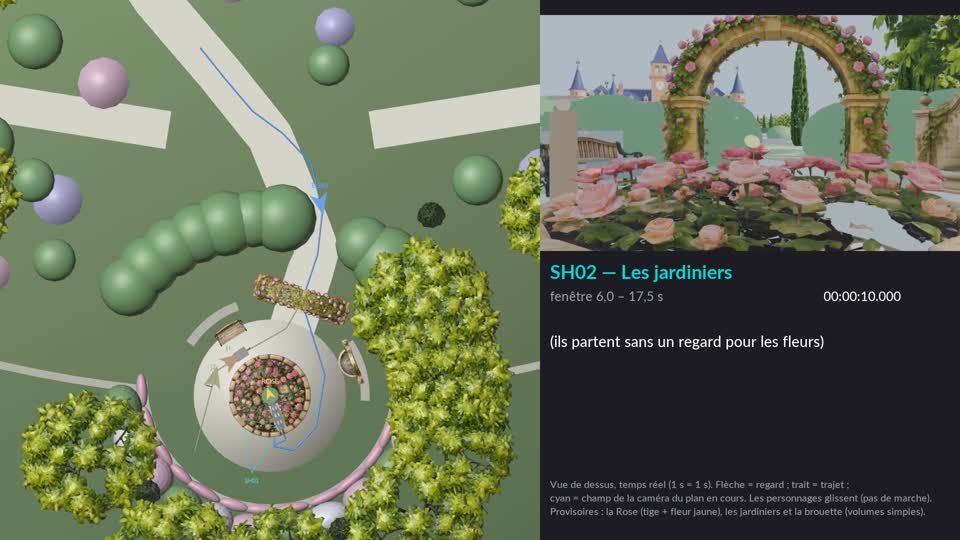 SH02 — Les jardiniers
fenêtre 6,0 – 17,5 s
00:00:10.000
(ils partent sans un regard pour les fleurs)
ROSE
SH01
Vue de dessus, temps réel (1 s = 1 s). Flèche = regard ; trait = trajet ;
cyan = champ de la caméra du plan en cours. Les personnages glissent (pas de marche).
Provisoires : la Rose (tige + fleur jaune), les jardiniers et la brouette (volumes simples).